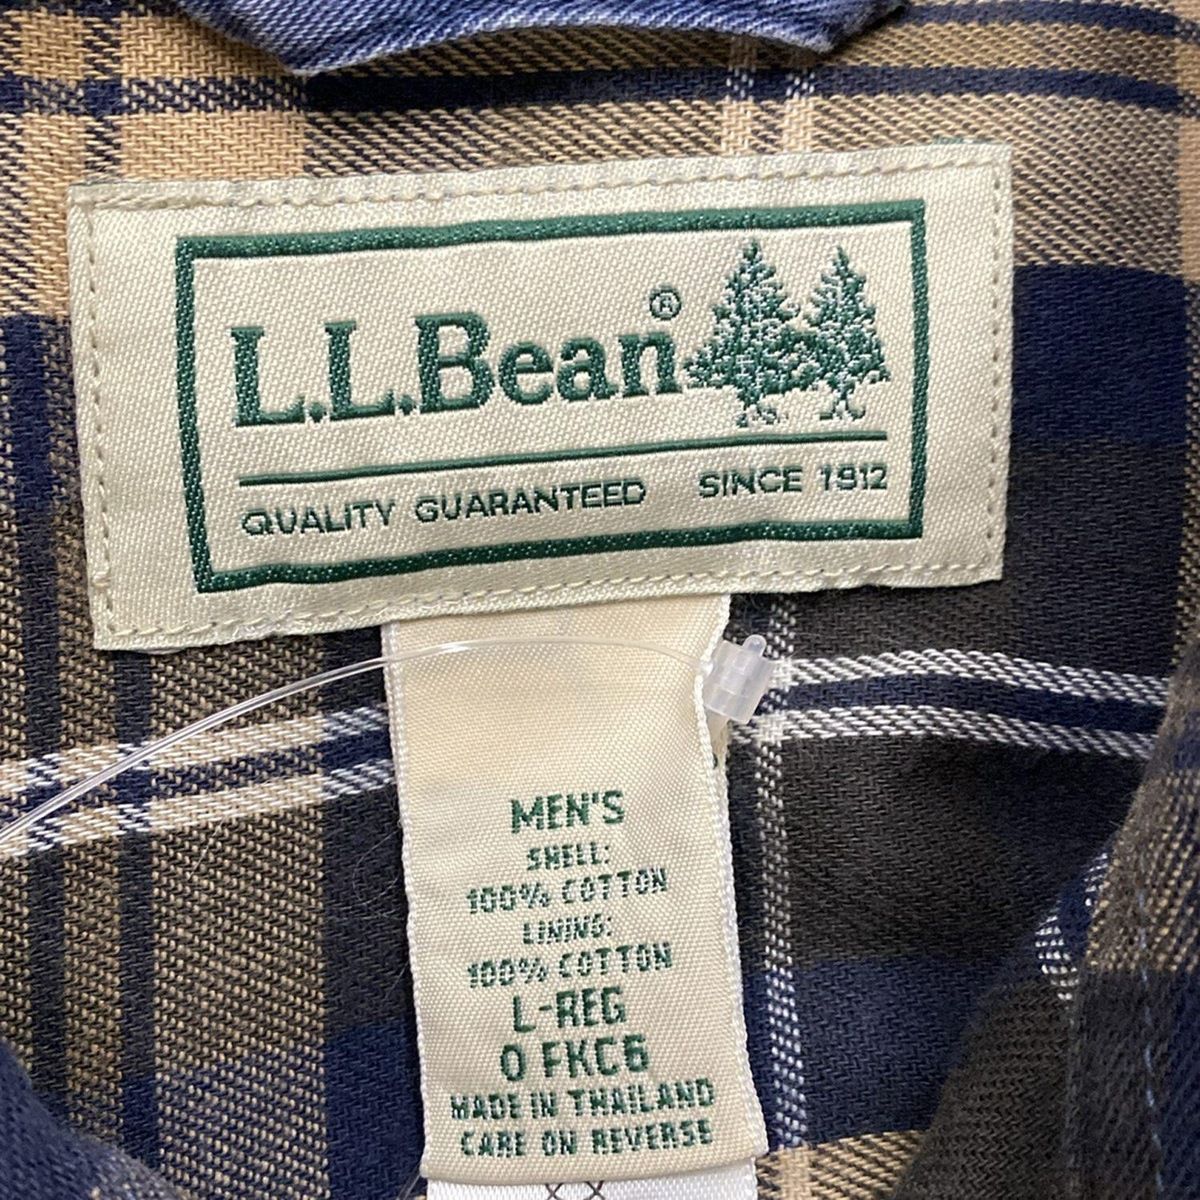 L.L.Bean®
QUALITY GUARANTEED SINCE 1912
MEN'S
SHELL:
100% COTTON
LINING:
100% COTTON
L-REG
0 FKC6
MADE IN THAILAND
CARE ON REVERSE